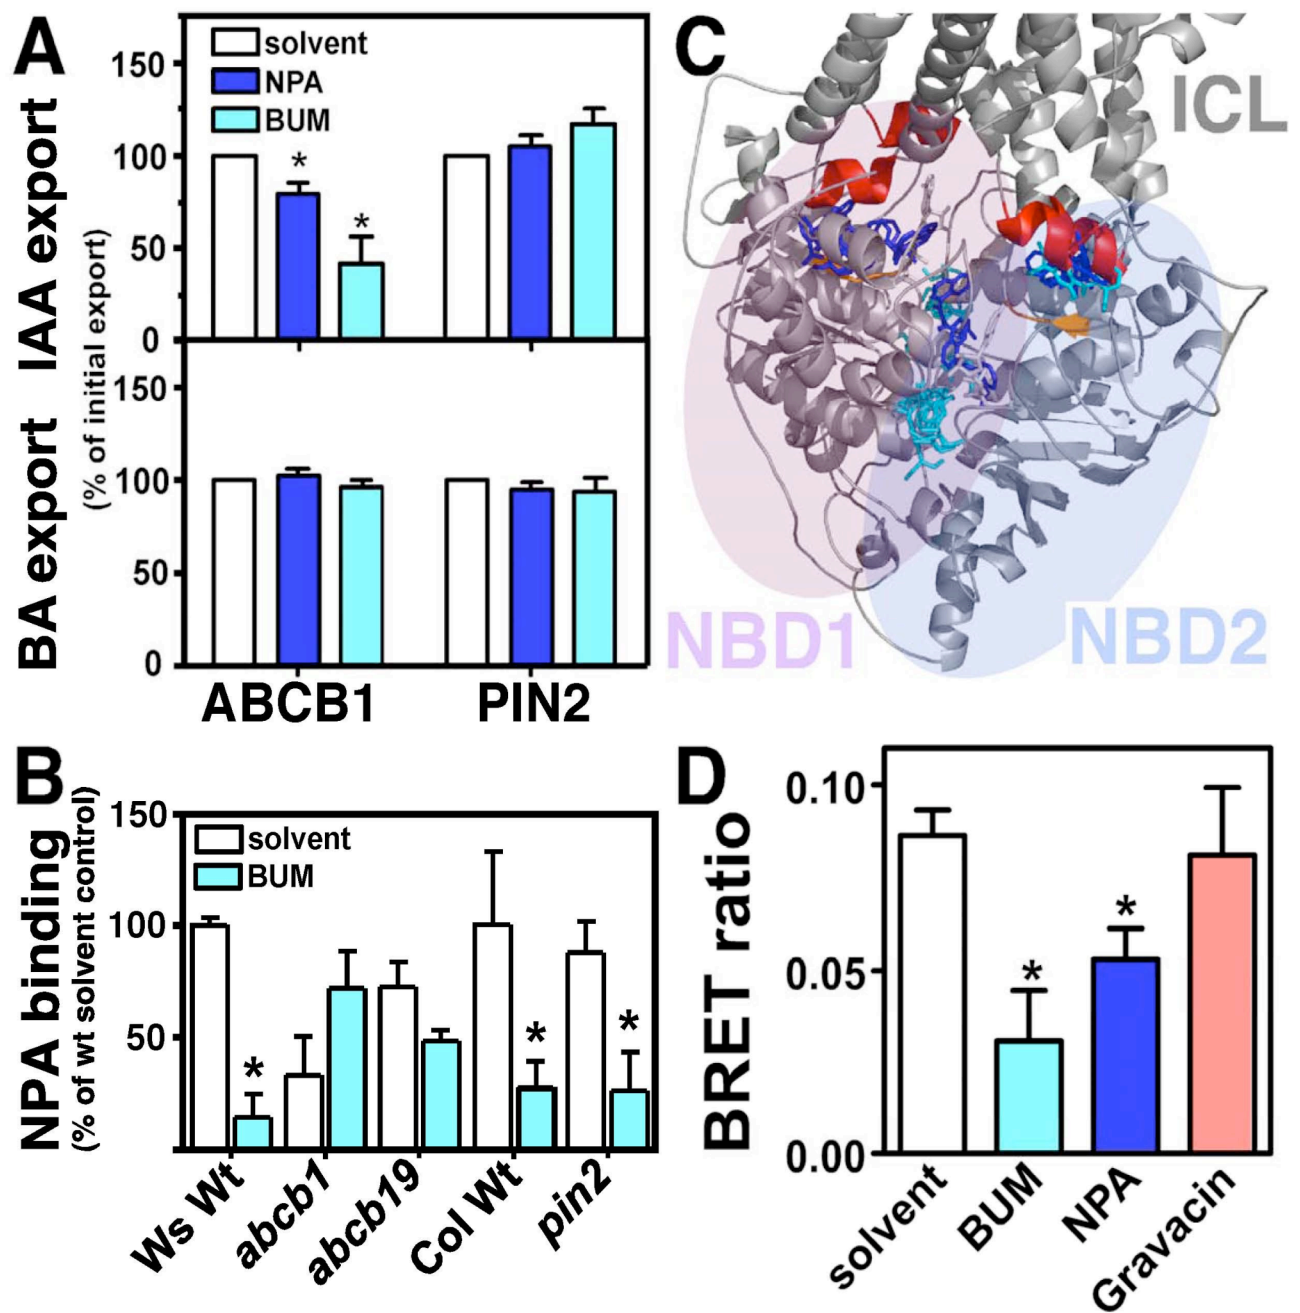 A
solvent
NPA
BUM
IAA export
BA export
(% of initial export)
150
100
50
0
*
*
150
100
50
0
ABCB1
PIN2
C
ICL
NBD1
NBD2
B
NPA binding
(% of wt solvent control)
150
100
50
solvent
BUM
*
*
*
Ws Wt
abcb1
abcb19
Col Wt
pin2
D
BRET ratio
0.10
0.05
0.00
*
*
solvent
BUM
NPA
Gravacin